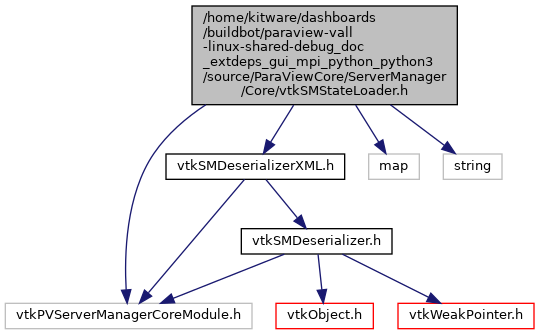 /home/kitware/dashboards
/buildbot/paraview-vall
-linux-shared-debug_doc
_extdeps_gui_mpi_python_python3
/source/ParaViewCore/ServerManager
/Core/vtkSMStateLoader.h
vtkSMDeserializerXML.h
map
string
vtkSMDeserializer.h
vtkPVServerManagerCoreModule.h
vtkObject.h
vtkWeakPointer.h